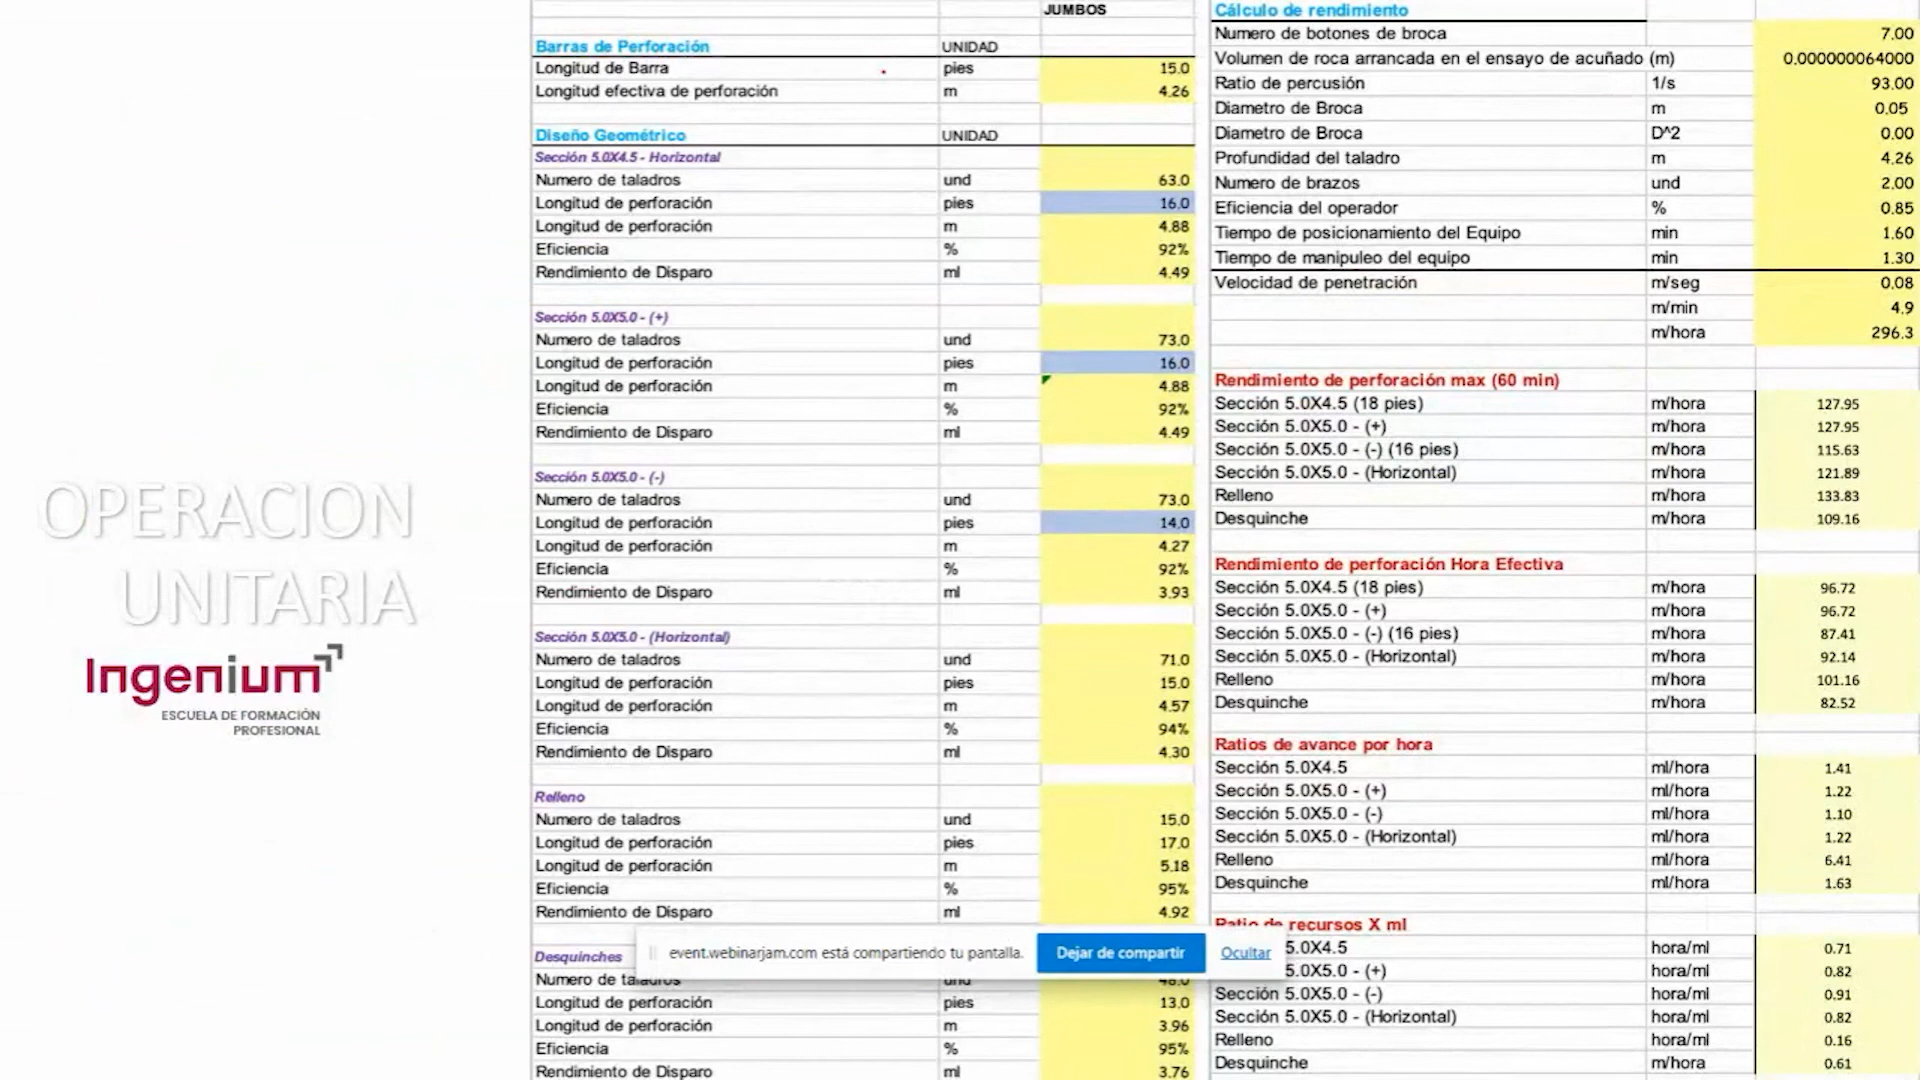 OPERACION
UNITARIA
Ingenium
ESCUELA DE FORMACIÓN
PROFESIONAL
JUMBOS
Barras de Perforación UNIDAD
Longitud de Barra pies 15.0
Longitud efectiva de perforación m 4.26
Diseño Geométrico UNIDAD
Sección 5.0X4.5 - Horizontal
Numero de taladros und 63.0
Longitud de perforación pies 16.0
Longitud de perforación m 4.88
Eficiencia % 92%
Rendimiento de Disparo ml 4.49
Sección 5.0X5.0 - (+)
Numero de taladros und 73.0
Longitud de perforación pies 16.0
Longitud de perforación m 4.88
Eficiencia % 92%
Rendimiento de Disparo ml 4.49
Sección 5.0X5.0 - (-)
Numero de taladros und 73.0
Longitud de perforación pies 14.0
Longitud de perforación m 4.27
Eficiencia % 92%
Rendimiento de Disparo ml 3.93
Sección 5.0X5.0 - (Horizontal)
Numero de taladros und 71.0
Longitud de perforación pies 15.0
Longitud de perforación m 4.57
Eficiencia % 94%
Rendimiento de Disparo ml 4.30
Relleno
Numero de taladros und 15.0
Longitud de perforación pies 17.0
Longitud de perforación m 5.18
Eficiencia % 95%
Rendimiento de Disparo ml 4.92
Desquinches
Numero de taladros und 48.0
Longitud de perforación pies 13.0
Longitud de perforación m 3.96
Eficiencia % 95%
Rendimiento de Disparo ml 3.76
event.webinarjam.com está compartiendo tu pantalla. Dejar de compartir Ocultar
Cálculo de rendimiento
Numero de botones de broca 7.00
Volumen de roca arrancada en el ensayo de acuñado (m) 0.000000064000
Ratio de percusión 1/s 93.00
Diametro de Broca m 0.05
Diametro de Broca D^2 0.00
Profundidad del taladro m 4.26
Numero de brazos und 2.00
Eficiencia del operador % 0.85
Tiempo de posicionamiento del Equipo min 1.60
Tiempo de manipuleo del equipo min 1.30
Velocidad de penetración m/seg 0.08
m/min 4.9
m/hora 296.3
Rendimiento de perforación max (60 min)
Sección 5.0X4.5 (18 pies) m/hora 127.95
Sección 5.0X5.0 - (+) m/hora 127.95
Sección 5.0X5.0 - (-) (16 pies) m/hora 115.63
Sección 5.0X5.0 - (Horizontal) m/hora 121.89
Relleno m/hora 133.83
Desquinche m/hora 109.16
Rendimiento de perforación Hora Efectiva
Sección 5.0X4.5 (18 pies) m/hora 96.72
Sección 5.0X5.0 - (+) m/hora 96.72
Sección 5.0X5.0 - (-) (16 pies) m/hora 87.41
Sección 5.0X5.0 - (Horizontal) m/hora 92.14
Relleno m/hora 101.16
Desquinche m/hora 82.52
Ratios de avance por hora
Sección 5.0X4.5 ml/hora 1.41
Sección 5.0X5.0 - (+) ml/hora 1.22
Sección 5.0X5.0 - (-) ml/hora 1.10
Sección 5.0X5.0 - (Horizontal) ml/hora 1.22
Relleno ml/hora 6.41
Desquinche ml/hora 1.63
Ratio de recursos X ml
5.0X4.5 hora/ml 0.71
5.0X5.0 - (+) hora/ml 0.82
Sección 5.0X5.0 - (-) hora/ml 0.91
Sección 5.0X5.0 - (Horizontal) hora/ml 0.82
Relleno hora/ml 0.16
Desquinche m/hora 0.61